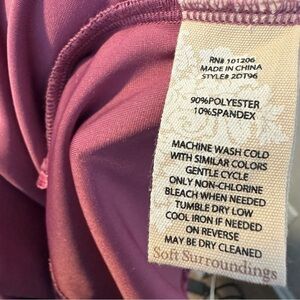 RN# 101206
MADE IN CHINA
STYLE# 2DT96
90%POLYESTER
10%SPANDEX
MACHINE WASH COLD
WITH SIMILAR COLORS
GENTLE CYCLE
ONLY NON-CHLORINE
BLEACH WHEN NEEDED
TUMBLE DRY LOW
COOL IRON IF NEEDED
ON REVERSE
MAY BE DRY CLEANED
Soft Surroundings